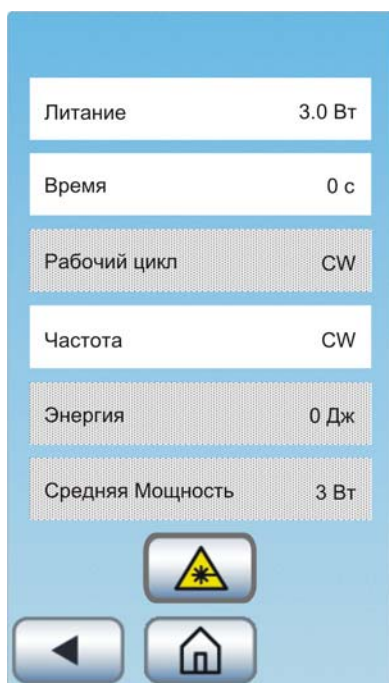 Литание 3.0 Вт
Время 0 с
Рабочий цикл CW
Частота CW
Энергия 0 Дж
Средняя Мощность 3 Вт